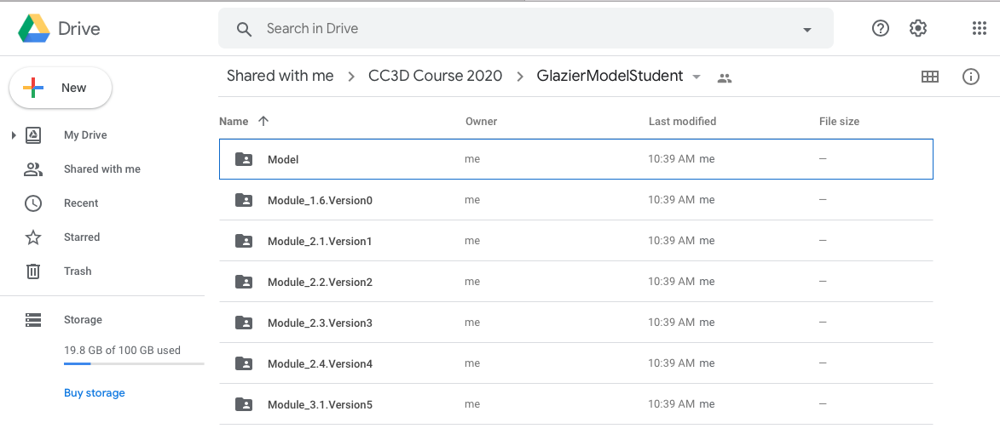 Drive
Search in Drive
New
My Drive
Shared with me
Recent
Starred
Trash
Storage
19.8 GB of 100 GB used
Buy storage
Shared with me > CC3D Course 2020 > GlazierModelStudent
Name Owner Last modified File size
Model me 10:39 AM me —
Module_1.6.Version0 me 10:39 AM me —
Module_2.1.Version1 me 10:39 AM me —
Module_2.2.Version2 me 10:39 AM me —
Module_2.3.Version3 me 10:39 AM me —
Module_2.4.Version4 me 10:39 AM me —
Module_3.1.Version5 me 10:39 AM me —